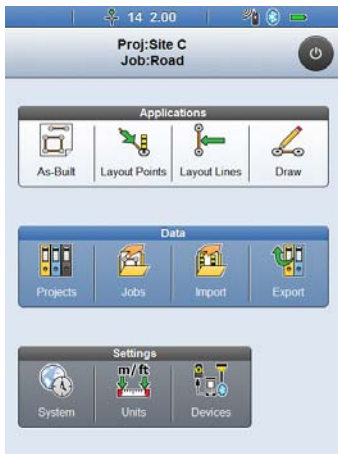 14 2.00
Proj:Site C
Job:Road
Applications
As-Built Layout Points Layout Lines Draw
Data
Projects Jobs Import Export
Settings
m/ft
System Units Devices